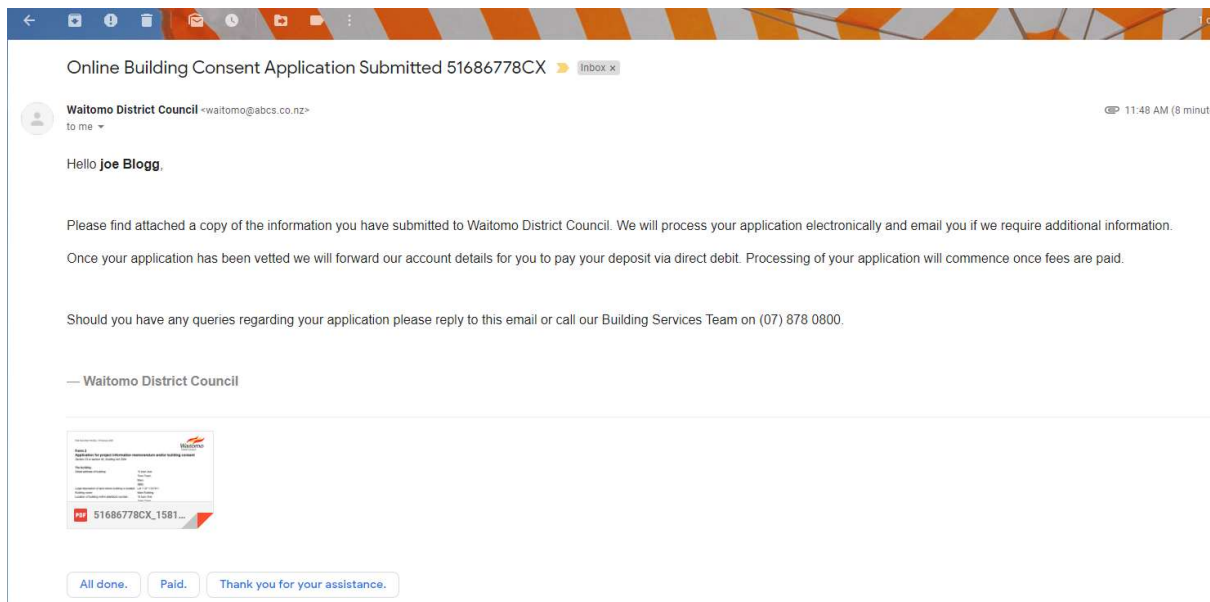 1 o
Online Building Consent Application Submitted 51686778CX Inbox x
Waitomo District Council <waitomo@abcs.co.nz> 11:48 AM (8 minut
to me
Hello joe Blogg,
Please find attached a copy of the information you have submitted to Waitomo District Council. We will process your application electronically and email you if we require additional information.
Once your application has been vetted we will forward our account details for you to pay your deposit via direct debit. Processing of your application will commence once fees are paid.
Should you have any queries regarding your application please reply to this email or call our Building Services Team on (07) 878 0800.
— Waitomo District Council
Waitomo
Form 2
Application for project information memorandum and/or building consent
The building
PDF 51686778CX_1581...
All done. Paid. Thank you for your assistance.